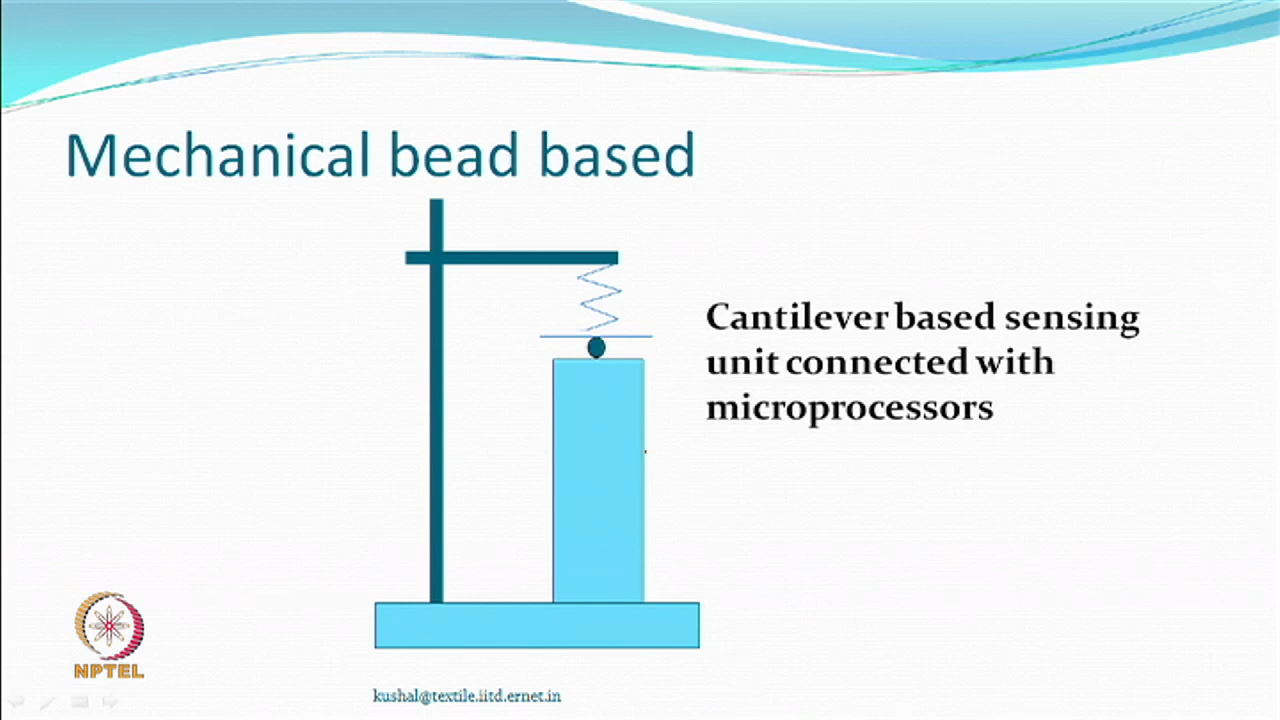 Mechanical bead based
Cantilever based sensing
unit connected with
microprocessors
NPTEL
kushal@textile.iitd.ernet.in